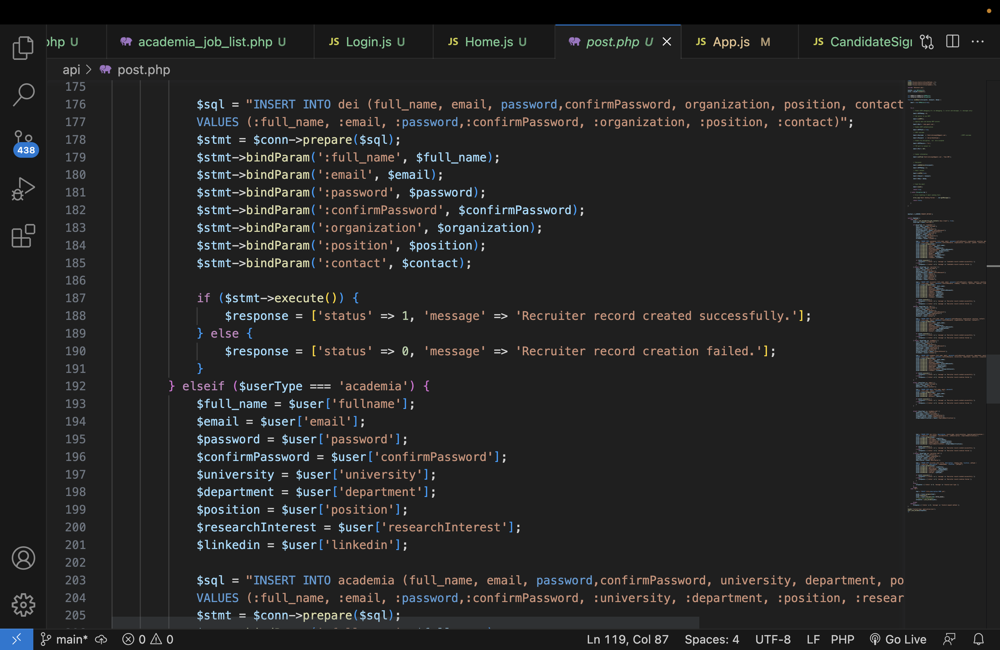 php U academia_job_list.php U JS Login.js U JS Home.js U post.php U JS App.js M JS CandidateSig
api > post.php
175
176 $sql = "INSERT INTO dei (full_name, email, password,confirmPassword, organization, position, contact
177 VALUES (:full_name, :email, :password,:confirmPassword, :organization, :position, :contact)";
178 $stmt = $conn->prepare($sql);
179 $stmt->bindParam(':full_name', $full_name);
180 $stmt->bindParam(':email', $email);
181 $stmt->bindParam(':password', $password);
182 $stmt->bindParam(':confirmPassword', $confirmPassword);
183 $stmt->bindParam(':organization', $organization);
184 $stmt->bindParam(':position', $position);
185 $stmt->bindParam(':contact', $contact);
186
187 if ($stmt->execute()) {
188 $response = ['status' => 1, 'message' => 'Recruiter record created successfully.'];
189 } else {
190 $response = ['status' => 0, 'message' => 'Recruiter record creation failed.'];
191 }
192 } elseif ($userType === 'academia') {
193 $full_name = $user['fullname'];
194 $email = $user['email'];
195 $password = $user['password'];
196 $confirmPassword = $user['confirmPassword'];
197 $university = $user['university'];
198 $department = $user['department'];
199 $position = $user['position'];
200 $researchInterest = $user['researchInterest'];
201 $linkedin = $user['linkedin'];
202
203 $sql = "INSERT INTO academia (full_name, email, password,confirmPassword, university, department, po
204 VALUES (:full_name, :email, :password,:confirmPassword, :university, :department, :position, :resear
205 $stmt = $conn->prepare($sql);
438
main* 0 0 Ln 119, Col 87 Spaces: 4 UTF-8 LF PHP Go Live